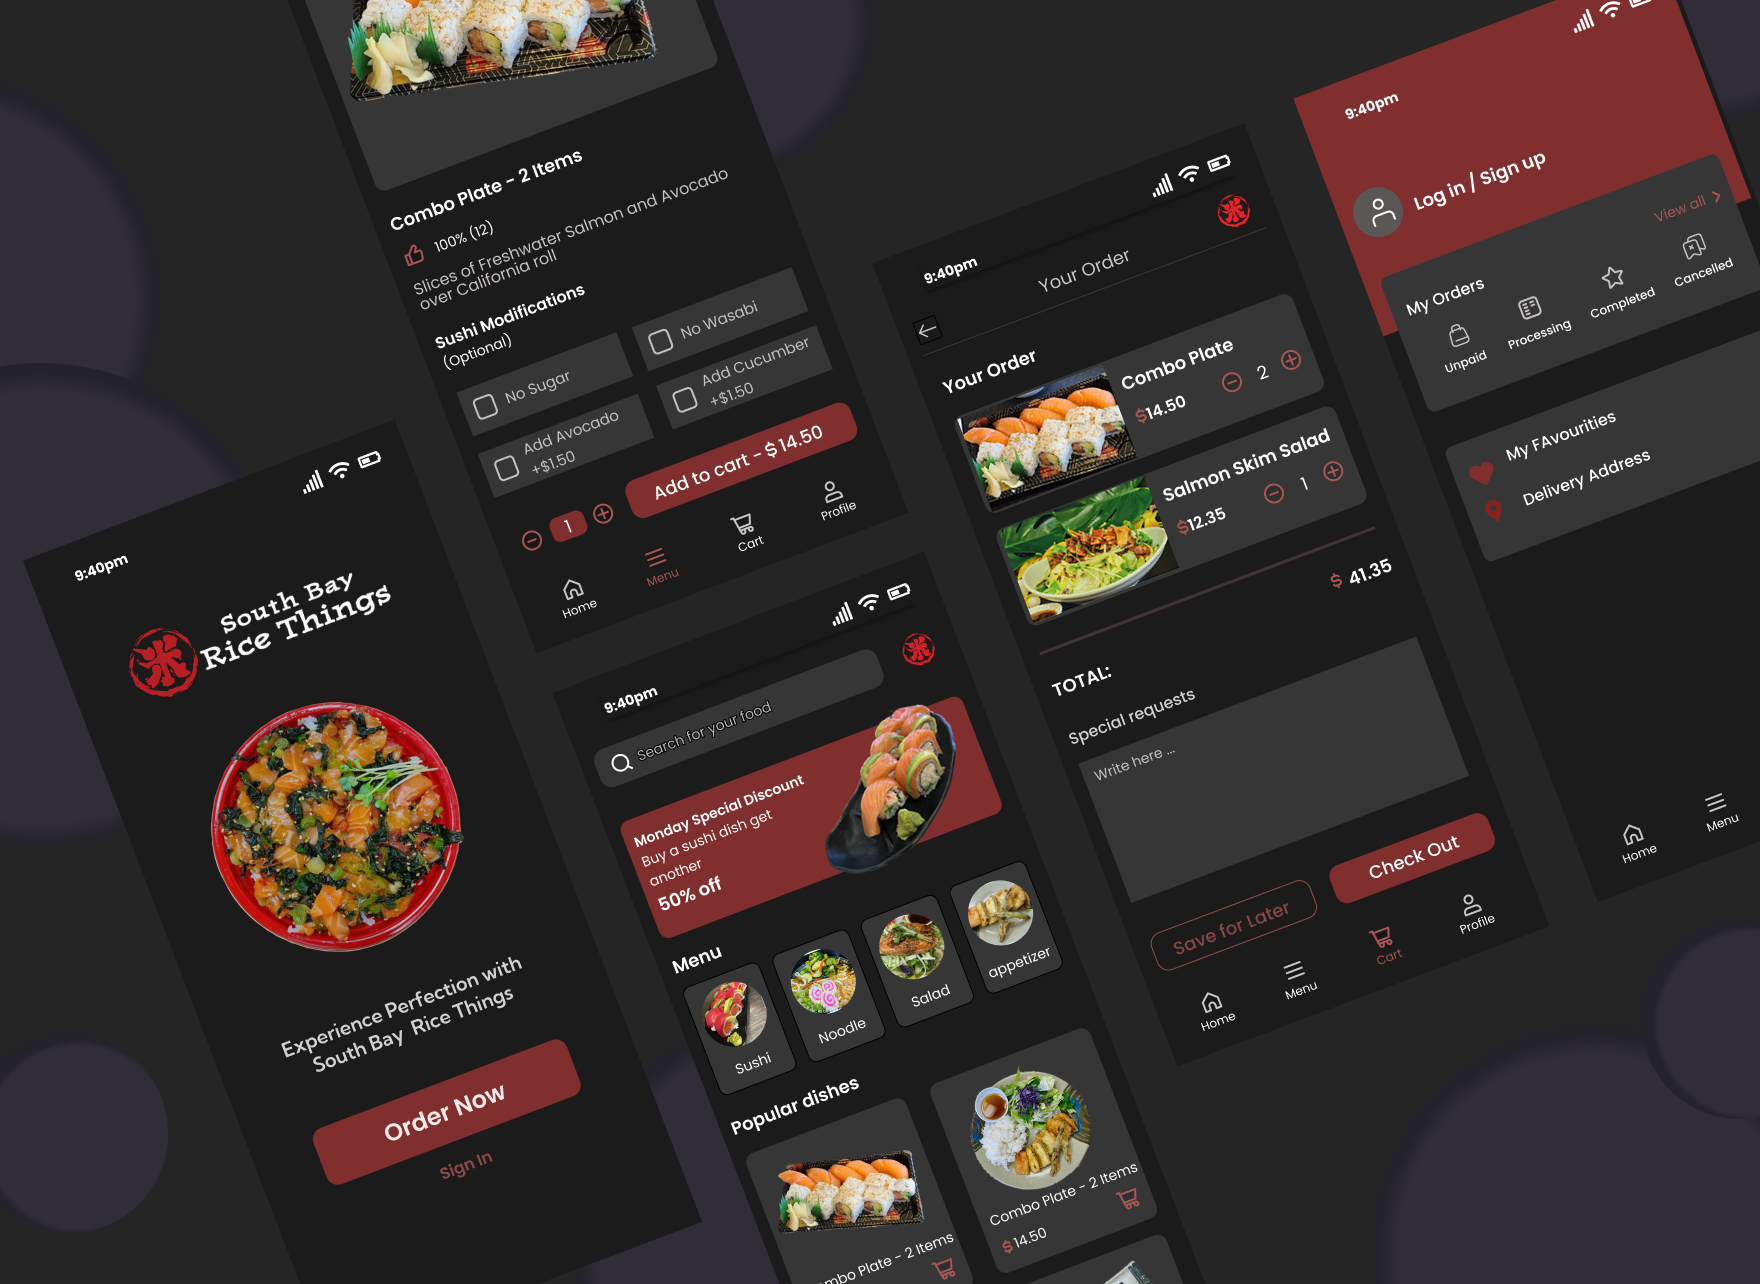 9:40pm
South Bay
Rice Things
米
Experience Perfection with
South Bay Rice Things
Order Now
Sign In
Combo Plate - 2 Items
100% (12)
Slices of Freshwater Salmon and Avocado
over California roll
Sushi Modifications
(Optional)
No Sugar
No Wasabi
Add Avocado
+$1.50
Add Cucumber
+$1.50
1
Add to cart - $ 14.50
Home
Menu
Cart
Profile
9:40pm
米
Search for your food
Monday Special Discount
Buy a sushi dish get
another
50% off
Menu
Sushi
Noodle
Salad
appetizer
Popular dishes
mbo Plate - 2 Items
Combo Plate - 2 Items
$ 14.50
9:40pm
米
Your Order
Your Order
Combo Plate
$14.50
2
Salmon Skim Salad
$12.35
1
$ 41.35
TOTAL:
Special requests
Write here ...
Save for Later
Check Out
Home
Menu
Cart
Profile
9:40pm
Log in / Sign up
View all
My Orders
Unpaid
Processing
Completed
Cancelled
My FAvourities
Delivery Address
Home
Menu